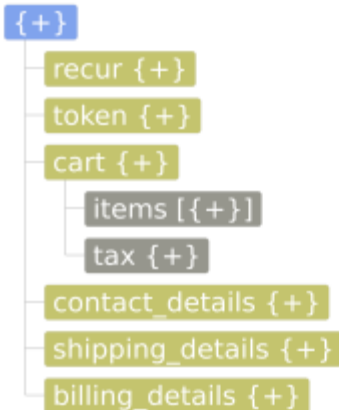 {+}
recur {+}
token {+}
cart {+}
items [{+}]
tax {+}
contact_details {+}
shipping_details {+}
billing_details {+}